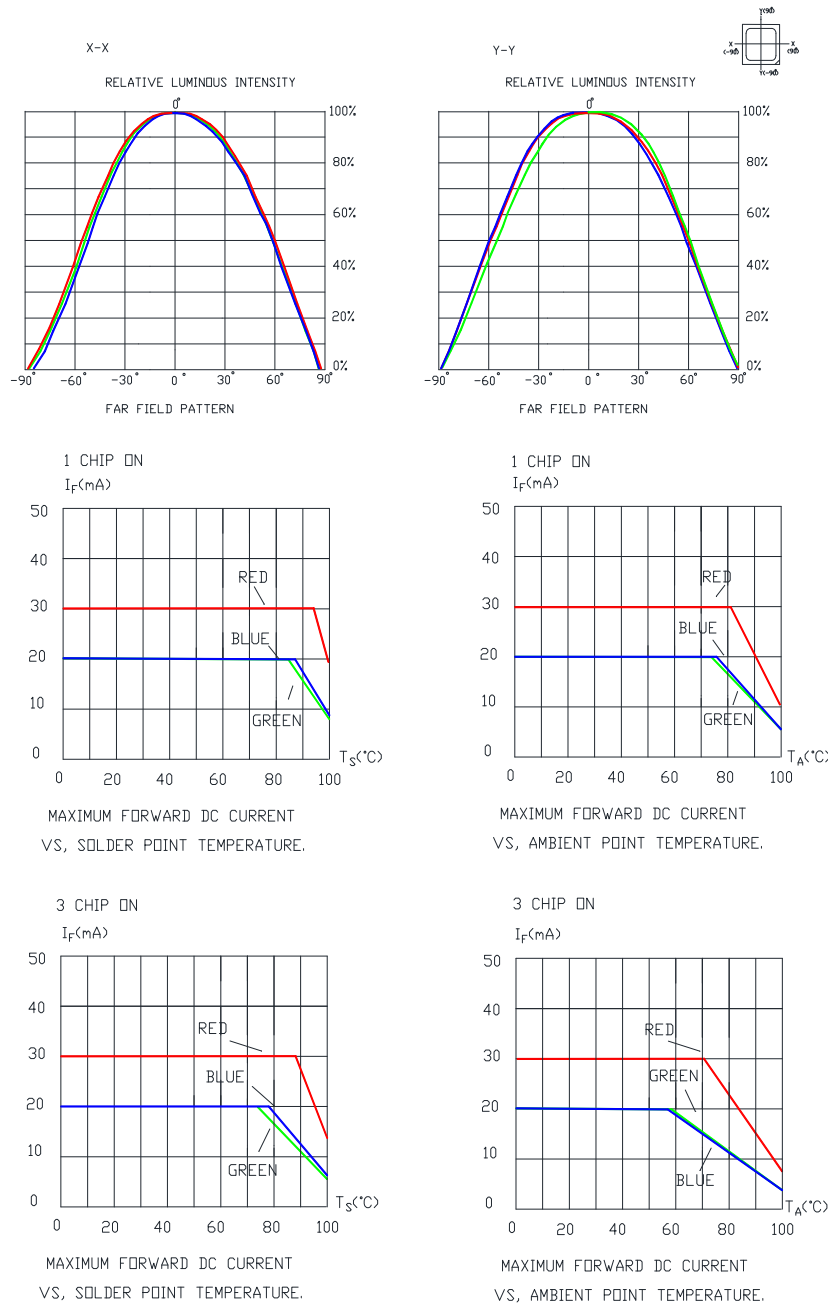 X-X
Y-Y
Y(90°)
X
(-90°)
X
(90°)
Y(-90°)
RELATIVE LUMINOUS INTENSITY
0°
100%
80%
60%
40%
20%
0%
-90°
-60°
-30°
0°
30°
60°
90°
FAR FIELD PATTERN
RELATIVE LUMINOUS INTENSITY
0°
100%
80%
60%
40%
20%
0%
-90°
-60°
-30°
0°
30°
60°
90°
FAR FIELD PATTERN
1 CHIP ON
IF(mA)
50
40
30
20
10
0
RED
BLUE
GREEN
TS(°C)
0 20 40 60 80 100
MAXIMUM FORWARD DC CURRENT
VS, SOLDER POINT TEMPERATURE.
1 CHIP ON
IF(mA)
50
40
30
20
10
0
RED
BLUE
GREEN
TA(°C)
0 20 40 60 80 100
MAXIMUM FORWARD DC CURRENT
VS, AMBIENT POINT TEMPERATURE.
3 CHIP ON
IF(mA)
50
40
30
20
10
0
RED
BLUE
GREEN
TS(°C)
0 20 40 60 80 100
MAXIMUM FORWARD DC CURRENT
VS, SOLDER POINT TEMPERATURE.
3 CHIP ON
IF(mA)
50
40
30
20
10
0
RED
GREEN
BLUE
TA(°C)
0 20 40 60 80 100
MAXIMUM FORWARD DC CURRENT
VS, AMBIENT POINT TEMPERATURE.